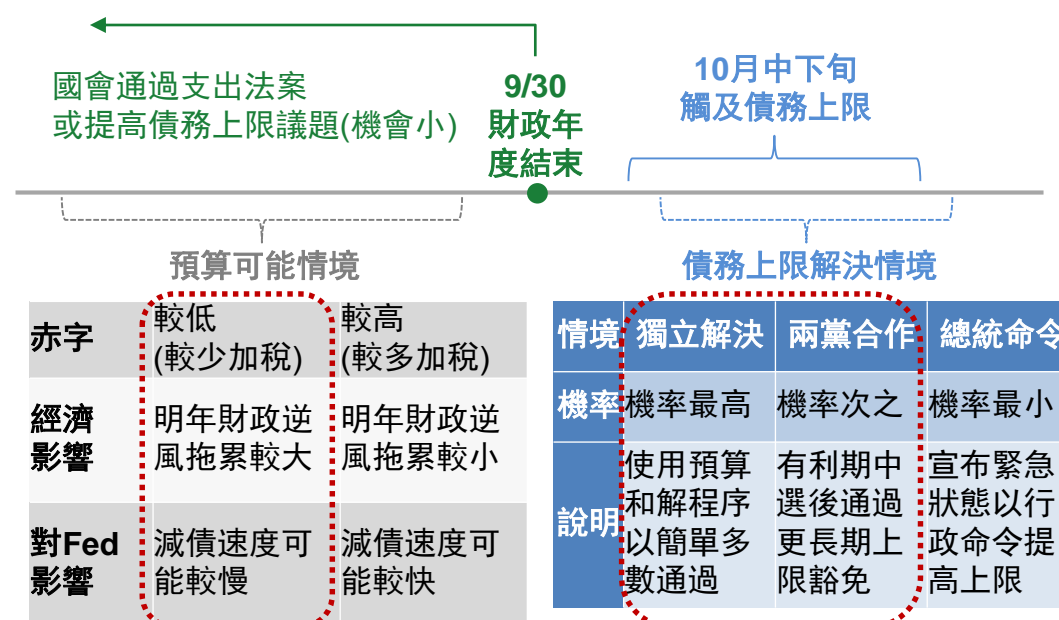 國會通過支出法案
或提高債務上限議題(機會小)
9/30
財政年
度結束
10月中下旬
觸及債務上限
預算可能情境
債務上限解決情境
赤字
較低
(較少加稅)
較高
(較多加稅)
經濟
影響
明年財政逆
風拖累較大
明年財政逆
風拖累較小
對Fed
影響
減債速度可
能較慢
減債速度可
能較快
情境
獨立解決
兩黨合作
總統命令
機率
機率最高
機率次之
機率最小
說明
使用預算
和解程序
以簡單多
數通過
有利期中
選後通過
更長期上
限豁免
宣布緊急
狀態以行
政命令提
高上限